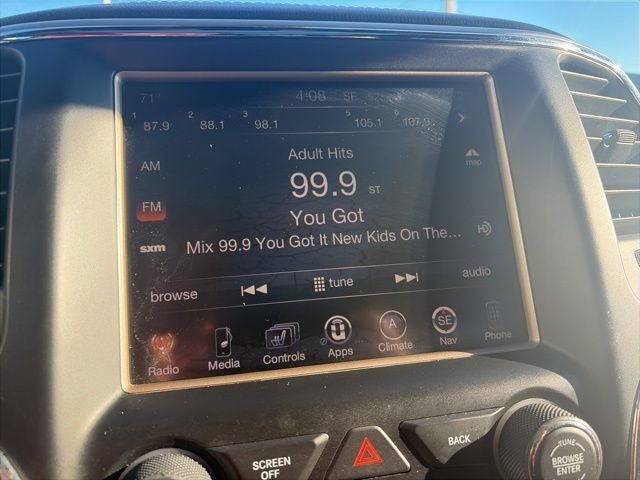 71° 4:08 SE
1 87.9 2 88.1 3 98.1 5 105.1 6 107.9
Adult Hits
AM
map
99.9 ST
FM
You Got
sxm
Mix 99.9 You Got It New Kids On The...
HD
browse
tune
audio
Radio Media Controls Apps Climate Nav Phone
A
SE
SCREEN
OFF
BACK
TUNE
BROWSE
ENTER